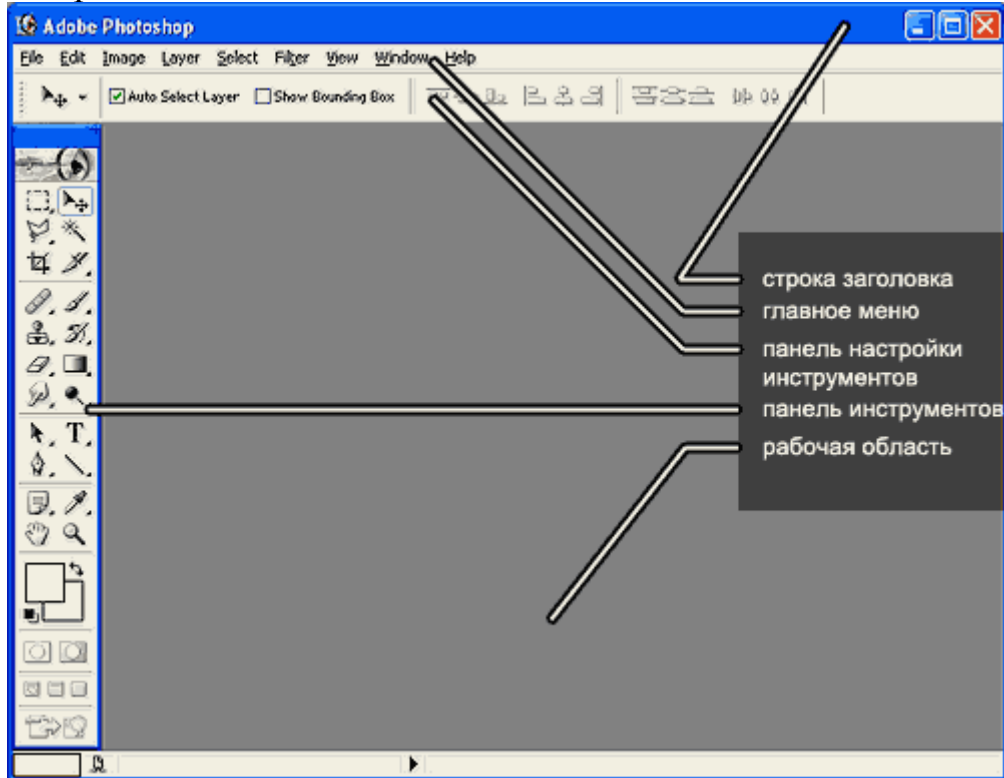 Adobe Photoshop
File Edit Image Layer Select Filter View Window Help
Auto Select Layer Show Bounding Box
строка заголовка
главное меню
панель настройки
инструментов
панель инструментов
рабочая область